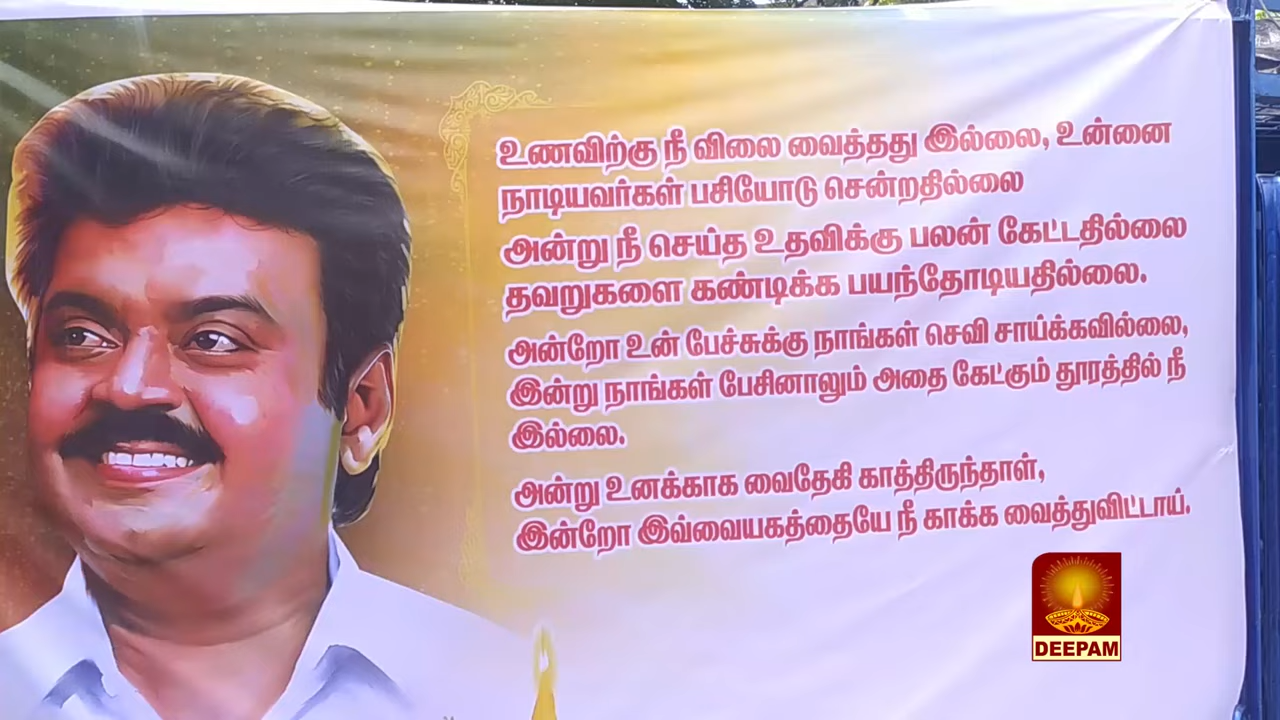 உணவிற்கு நீ விலை வைத்தது இல்லை, உன்னை
நாடியவர்கள் பசியோடு சென்றதில்லை
அன்று நீ செய்த உதவிக்கு பலன் கேட்டதில்லை
தவறுகளை கண்டிக்க பயந்தோடியதில்லை.
அன்றோ உன் பேச்சுக்கு நாங்கள் செவி சாய்க்கவில்லை,
இன்று நாங்கள் பேசினாலும் அதை கேட்கும் தூரத்தில் நீ
இல்லை.
அன்று உனக்காக வைதேகி காத்திருந்தாள்,
இன்றோ இவ்வையகத்தையே நீ காக்க வைத்துவிட்டாய்.
DEEPAM